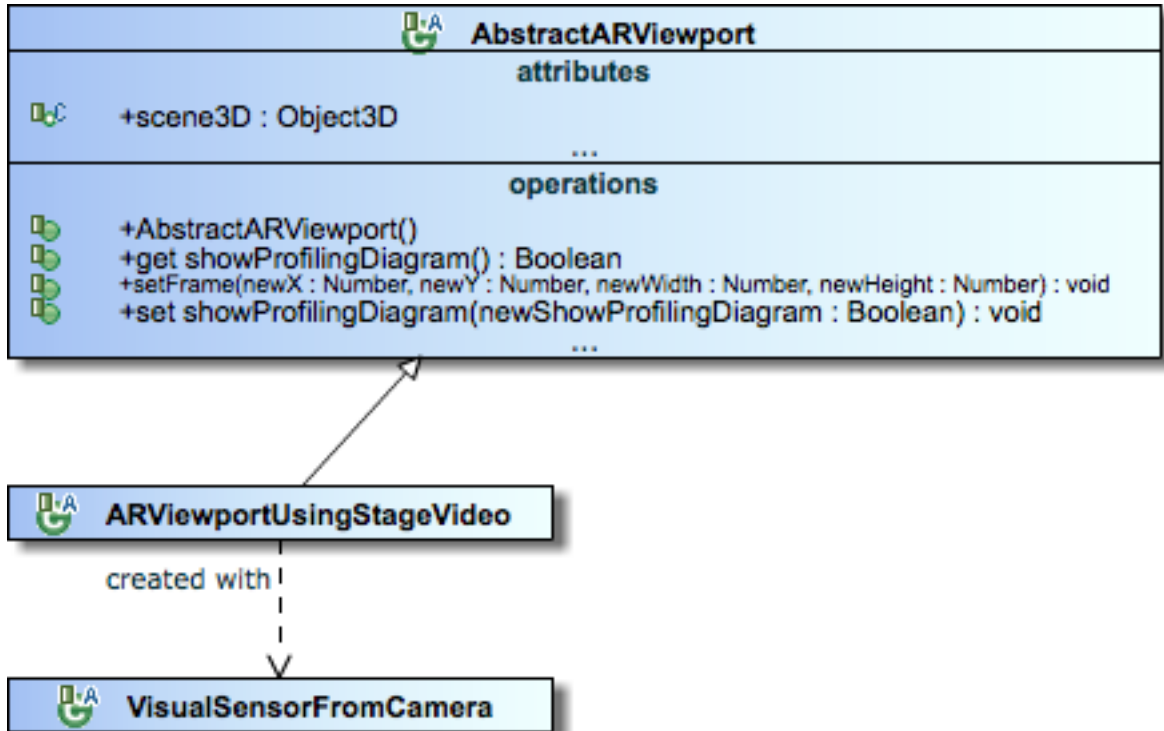 AbstractARViewport
attributes
+scene3D : Object3D
...
operations
+AbstractARViewport()
+get showProfilingDiagram() : Boolean
+setFrame(newX : Number, newY : Number, newWidth : Number, newHeight : Number) : void
+set showProfilingDiagram(newShowProfilingDiagram : Boolean) : void
...
ARViewportUsingStageVideo
created with
VisualSensorFromCamera